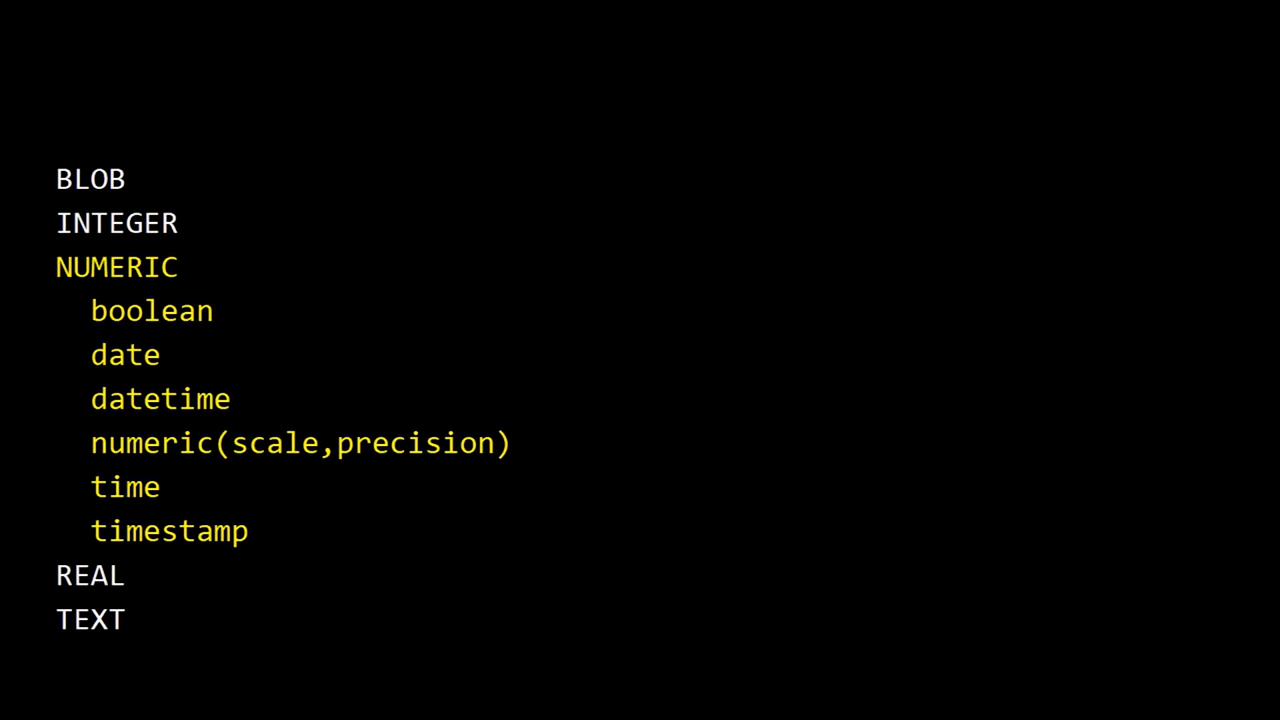 BLOB
INTEGER
NUMERIC
boolean
date
datetime
numeric(scale,precision)
time
timestamp
REAL
TEXT